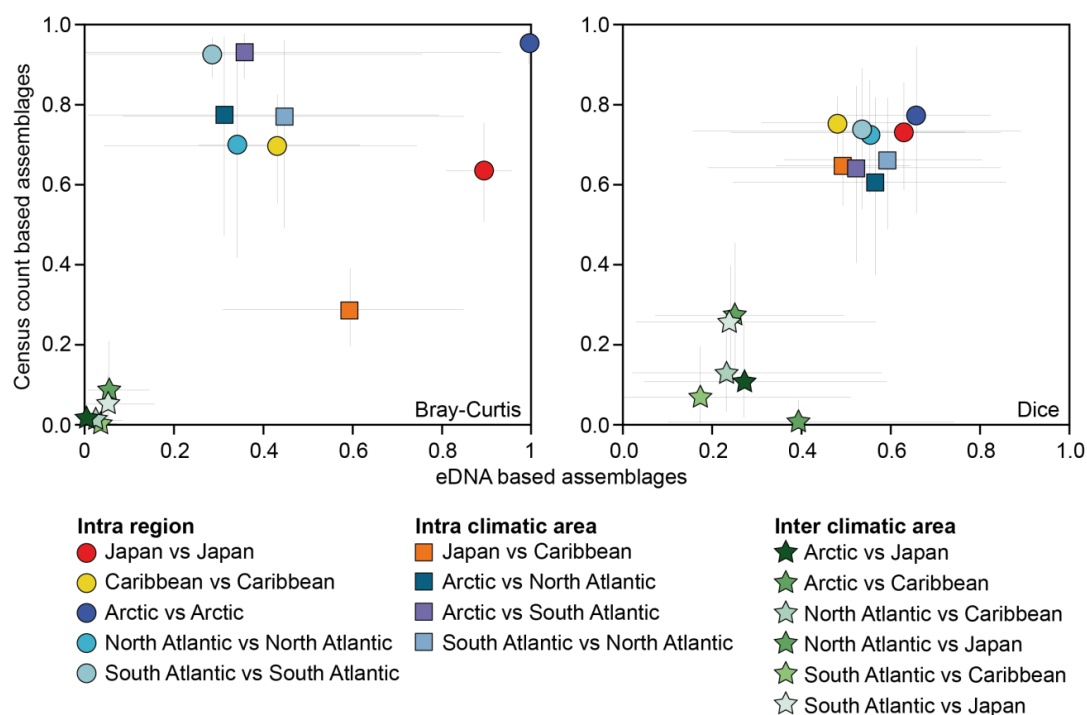 Census count based assemblages
1.0
0.8
0.6
0.4
0.2
0.0
0
0.2
0.4
0.6
0.8
1
Bray-Curtis
1.0
0.8
0.6
0.4
0.2
0.0
0.0
0.2
0.4
0.6
0.8
1.0
Dice
eDNA based assemblages
Intra region
Japan vs Japan
Caribbean vs Caribbean
Arctic vs Arctic
North Atlantic vs North Atlantic
South Atlantic vs South Atlantic
Intra climatic area
Japan vs Caribbean
Arctic vs North Atlantic
Arctic vs South Atlantic
South Atlantic vs North Atlantic
Inter climatic area
Arctic vs Japan
Arctic vs Caribbean
North Atlantic vs Caribbean
North Atlantic vs Japan
South Atlantic vs Caribbean
South Atlantic vs Japan